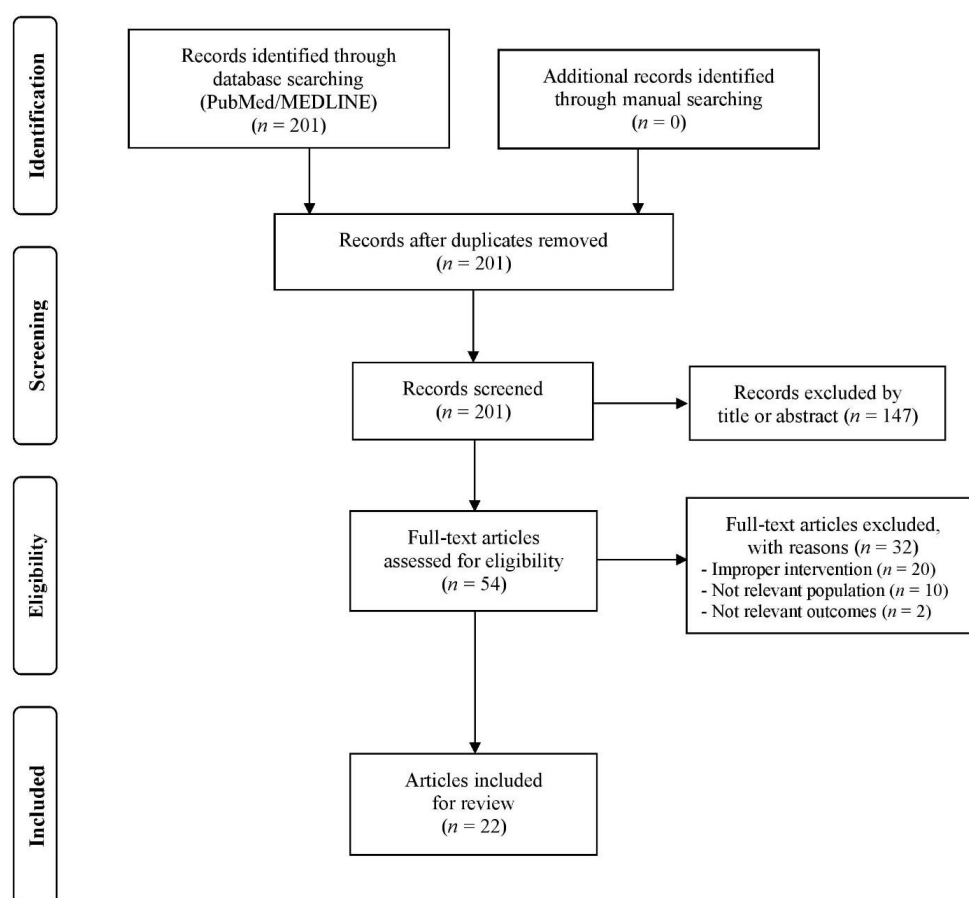 Identification
Records identified through
database searching
(PubMed/MEDLINE)
(n = 201)
Additional records identified
through manual searching
(n = 0)
Records after duplicates removed
(n = 201)
Screening
Records screened
(n = 201)
Records excluded by
title or abstract (n = 147)
Eligibility
Full-text articles
assessed for eligibility
(n = 54)
Full-text articles excluded,
with reasons (n = 32)
- Improper intervention (n = 20)
- Not relevant population (n = 10)
- Not relevant outcomes (n = 2)
Included
Articles included
for review
(n = 22)